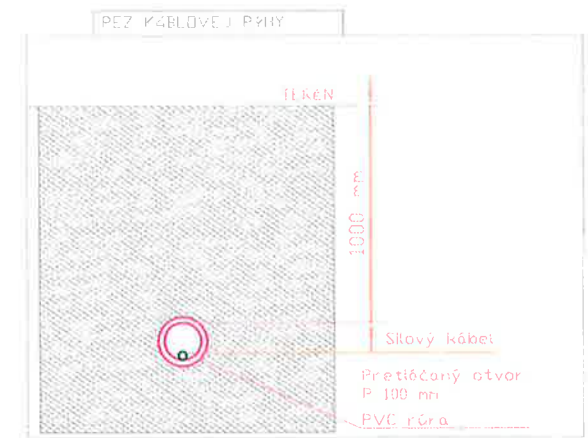 REZ KÁBLOVEJ RÝHY
TERÉN
1000 mm
Silový kábel
Pretláčaný otvor
P 100 mm
PVC rúra